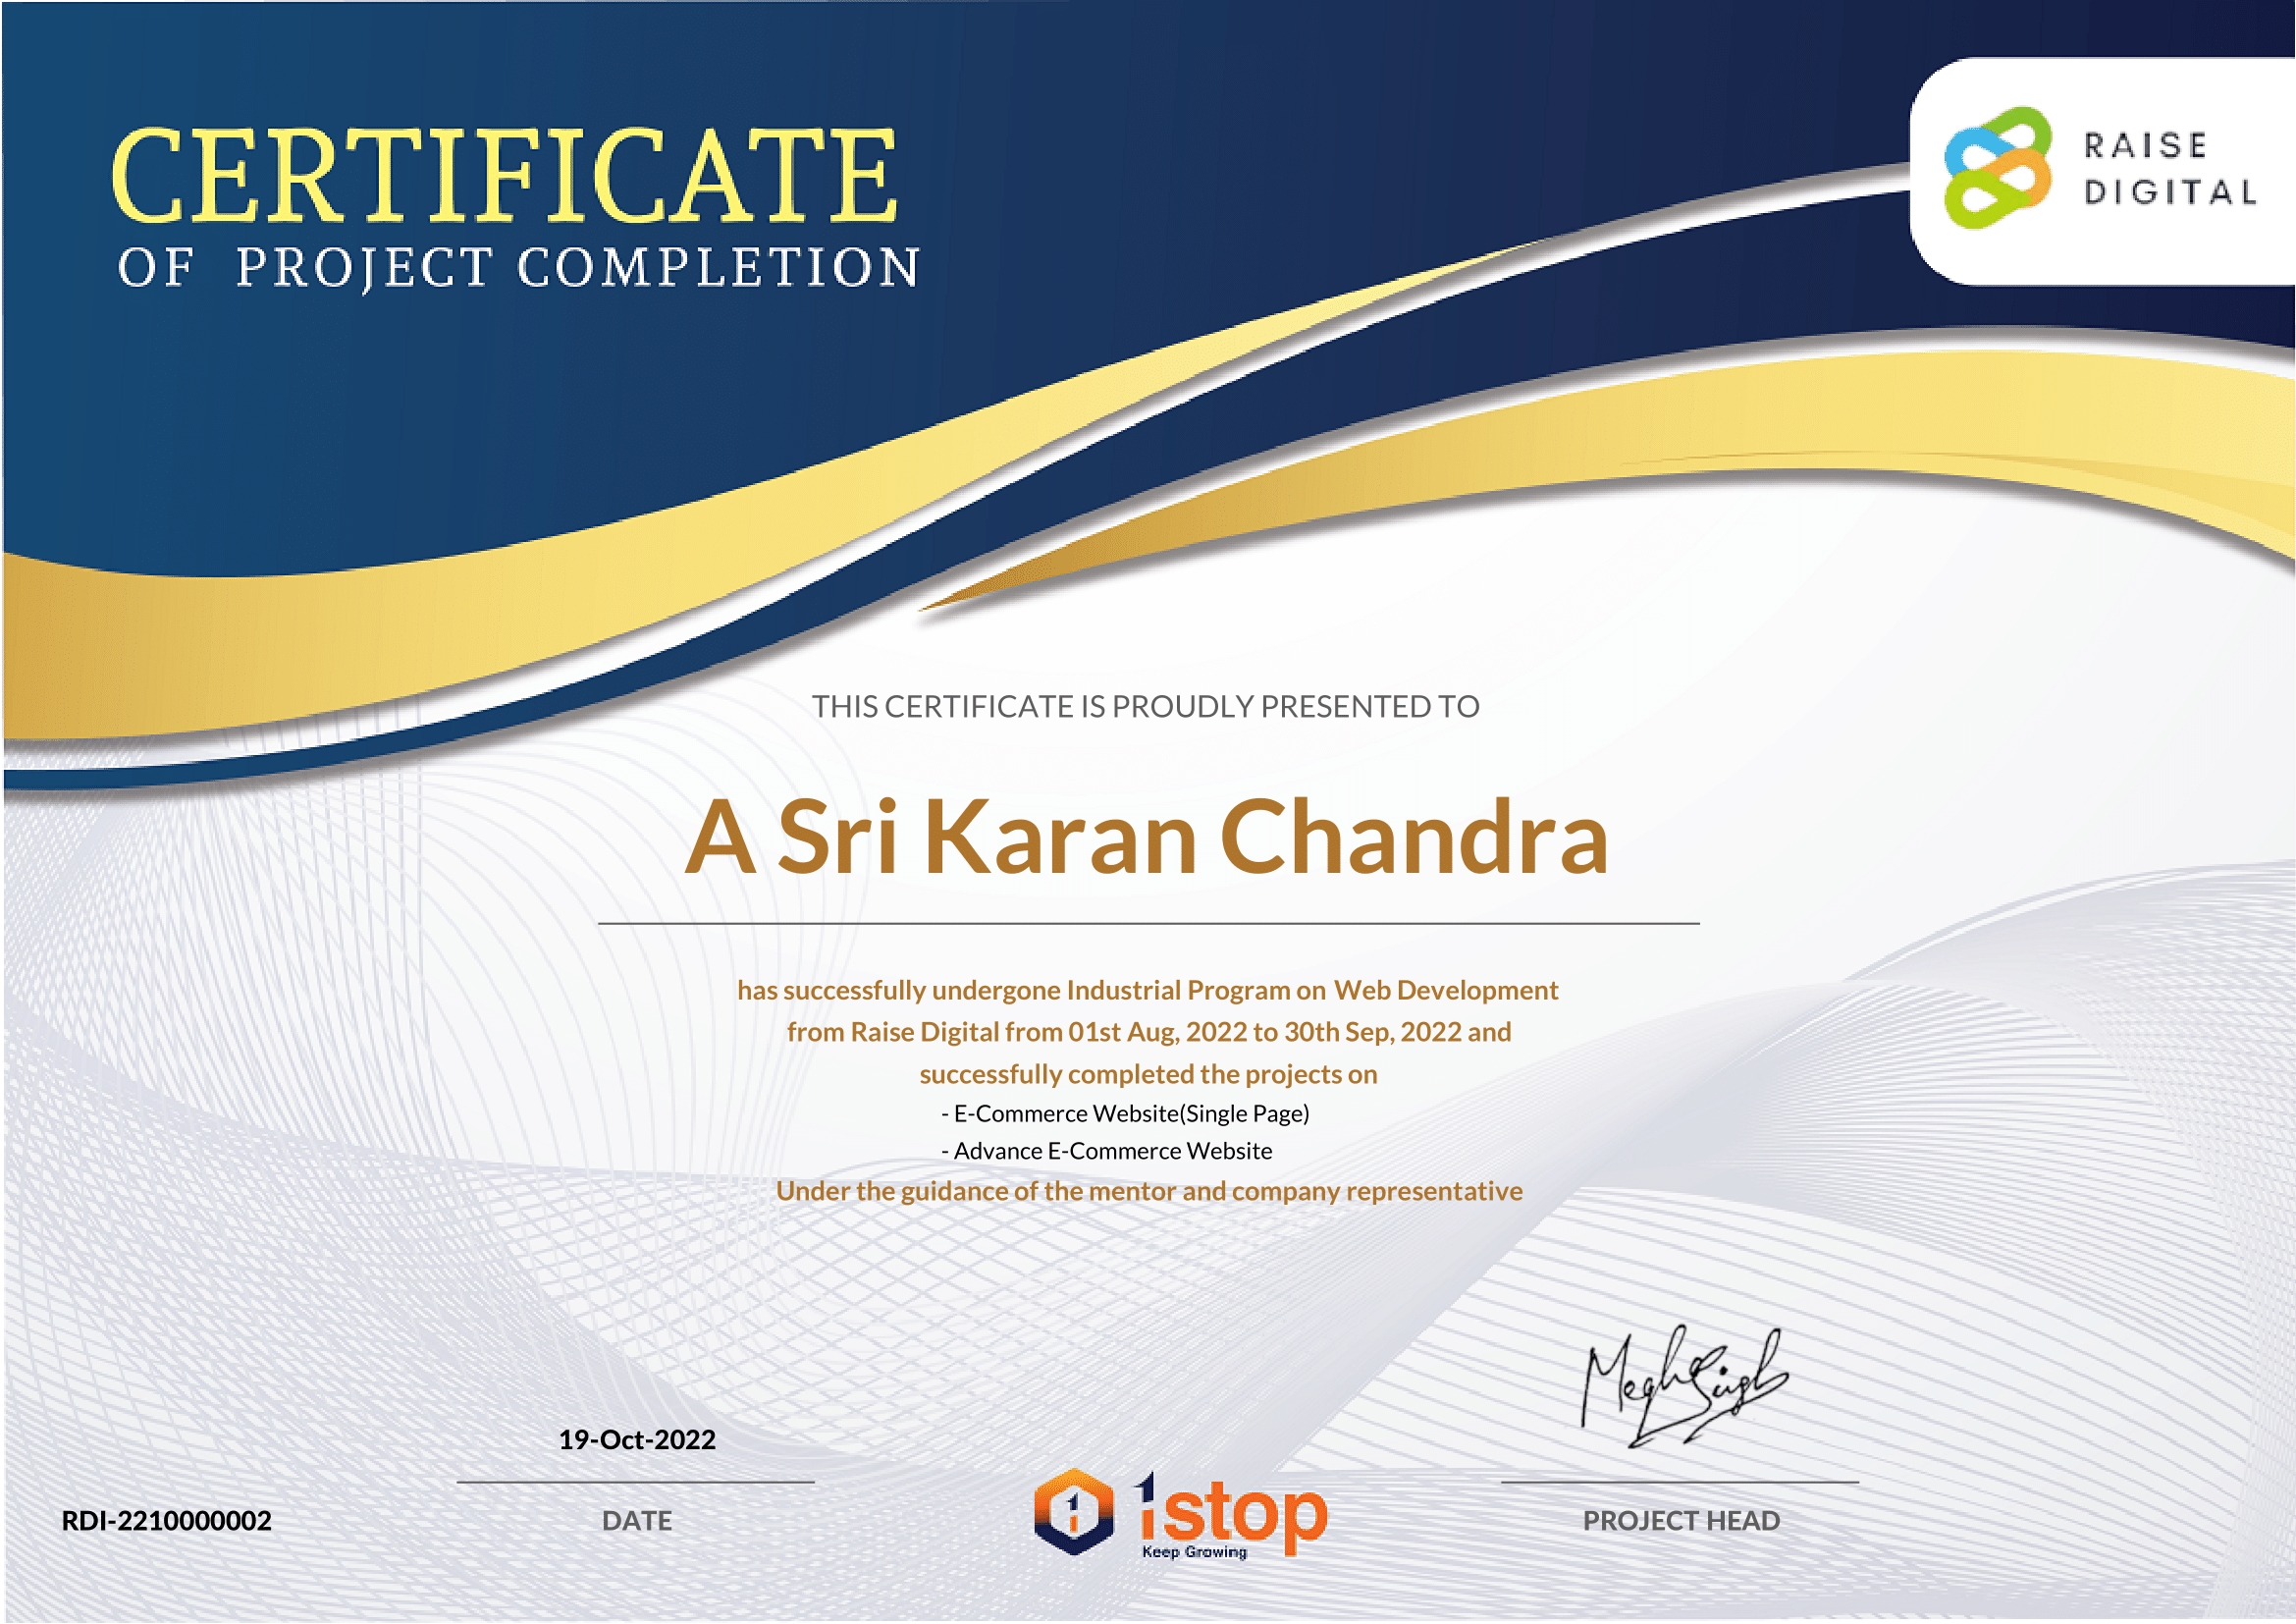 CERTIFICATE
OF PROJECT COMPLETION
RAISE
DIGITAL
THIS CERTIFICATE IS PROUDLY PRESENTED TO
A Sri Karan Chandra
has successfully undergone Industrial Program on Web Development
from Raise Digital from 01st Aug, 2022 to 30th Sep, 2022 and
successfully completed the projects on
- E-Commerce Website(Single Page)
- Advance E-Commerce Website
Under the guidance of the mentor and company representative
19-Oct-2022
RDI-2210000002
DATE
1stop
Keep Growing
PROJECT HEAD